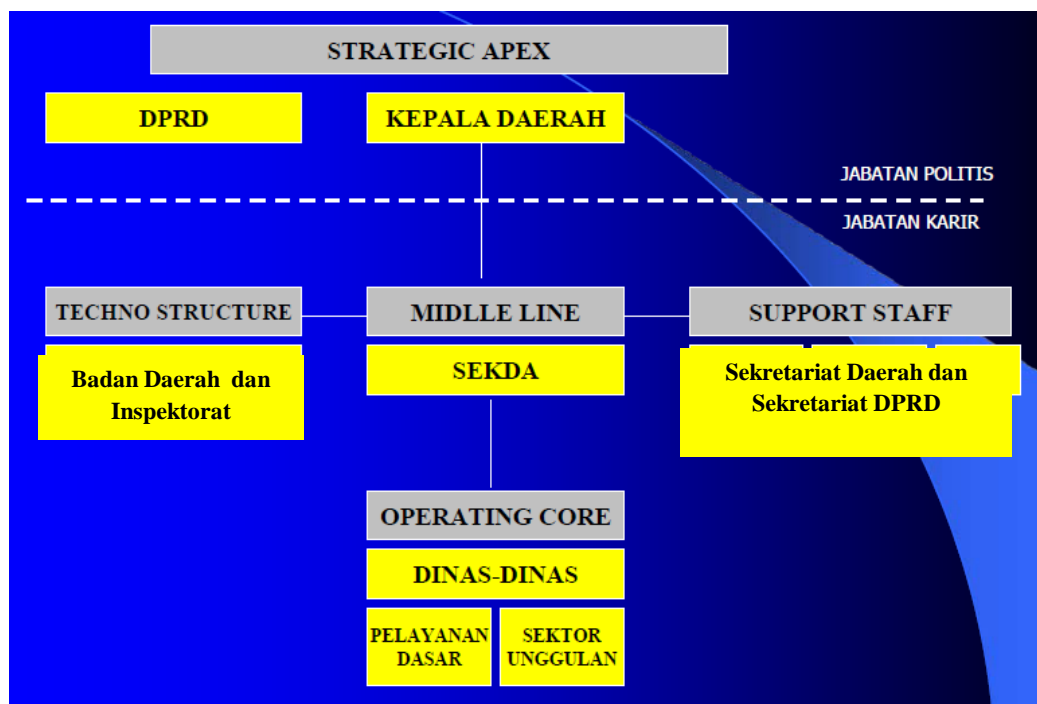 STRATEGIC APEX
DPRD
KEPALA DAERAH
JABATAN POLITIS
JABATAN KARIR
TECHNO STRUCTURE
MIDLLE LINE
SUPPORT STAFF
Badan Daerah dan
Inspektorat
SEKDA
Sekretariat Daerah dan
Sekretariat DPRD
OPERATING CORE
DINAS-DINAS
PELAYANAN
DASAR
SEKTOR
UNGGULAN